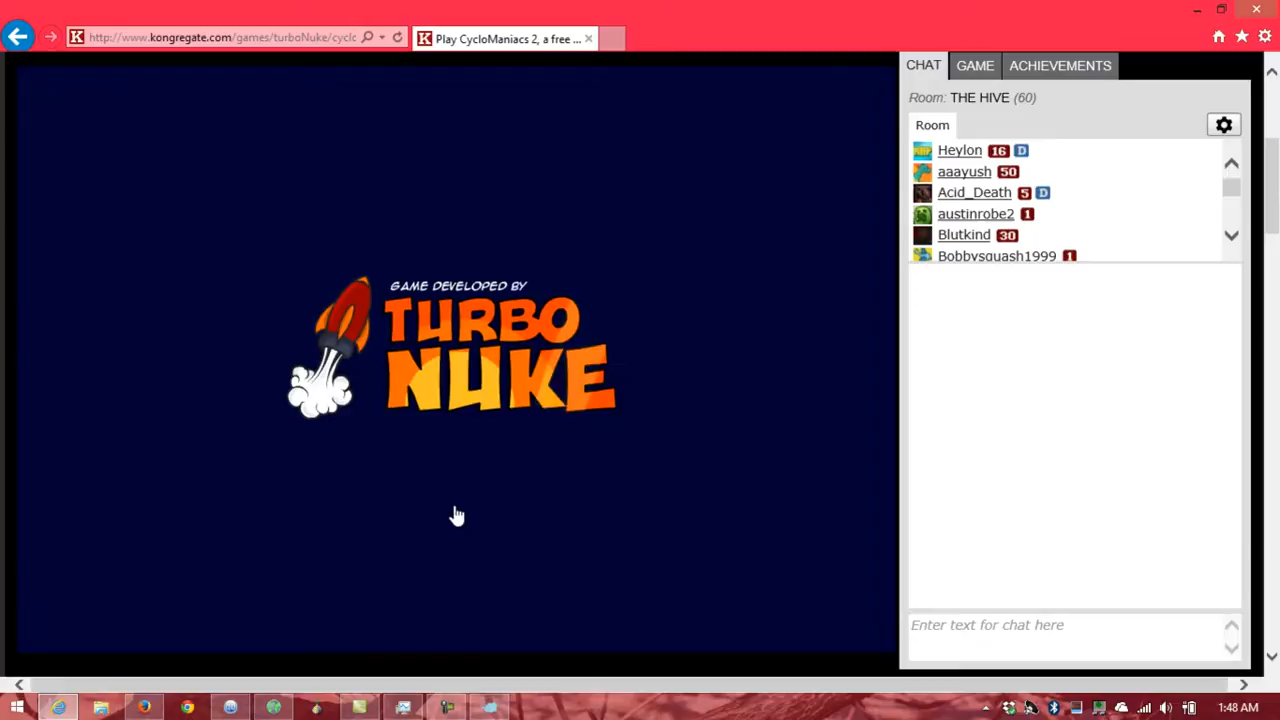 http://www.kongregate.com/games/turboNuke/cyclc
Play CycloManiacs 2, a free ...
CHAT
GAME
ACHIEVEMENTS
Room: THE HIVE (60)
Room
Heylon 16 D
aaayush 50
Acid_Death 5 D
austinrobe2 1
Blutkind 30
Bobbysquash1999 1
GAME DEVELOPED BY
TURBO
NUKE
Enter text for chat here
1:48 AM